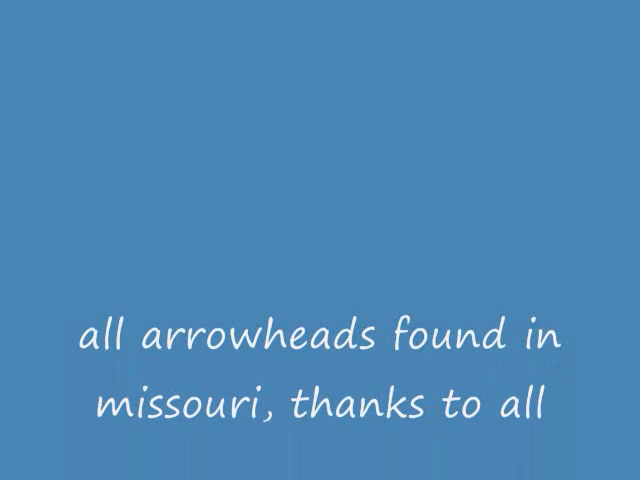 all arrowheads found in
missouri, thanks to all